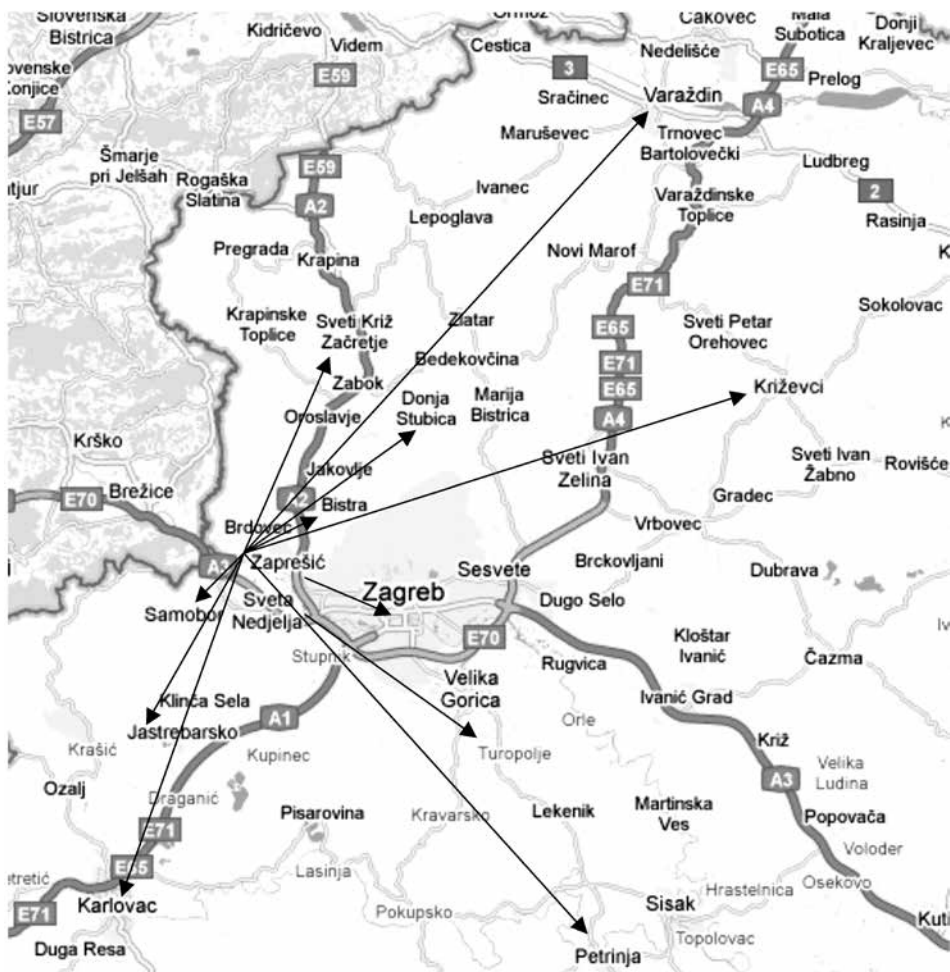 Slovenska
Bistrica
Kidričevo
Videm
Ormož
Cestica
Čakovec
Nedelišće
Mala
Subotica
Donji
Kraljevec
E59
3
E65
Prelog
E57
Sračinec
Varaždin
A4
Maruševec
Trnovec
Bartolovečki
Ludbreg
Šmarje
pri Jelšah
Rogaška
Slatina
E59
A2
Ivanec
Varaždinske
Toplice
2
Rasinja
Lepoglava
Pregrada
Krapina
Novi Marof
E71
Sokolovac
Krapinske
Toplice
Sveti Križ
Začretje
Zlatar
E65
Sveti Petar
Orehovec
Bedekovčina
E71
E65
Zabok
Donja
Stubica
Marija
Bistrica
Križevci
Oroslavje
A4
Krško
Jakovlje
Sveti Ivan
Zelina
Sveti Ivan
Žabno
Rovišće
E70
Brežice
A2
Bistra
Gradec
Brdovec
Vrbovec
A3
Zaprešić
Sesvete
Brckovljani
Dubrava
Zagreb
Samobor
Sveta
Nedjelja
Dugo Selo
E70
Kloštar
Ivanić
Stupnik
Rugvica
Čazma
Velika
Gorica
Klinča Sela
Ivanić Grad
A1
Orle
Jastrebarsko
Krašić
Kupinec
Turopolje
Križ
Velika
Ludina
A3
Ozalj
Draganić
Pisarovina
Kravarsko
Lekenik
Martinska
Ves
Popovača
E71
Voloder
E65
Lasinja
Hrastelnica
Osekovo
Karlovac
E71
Pokupsko
Sisak
Topolovac
Duga Resa
Petrinja